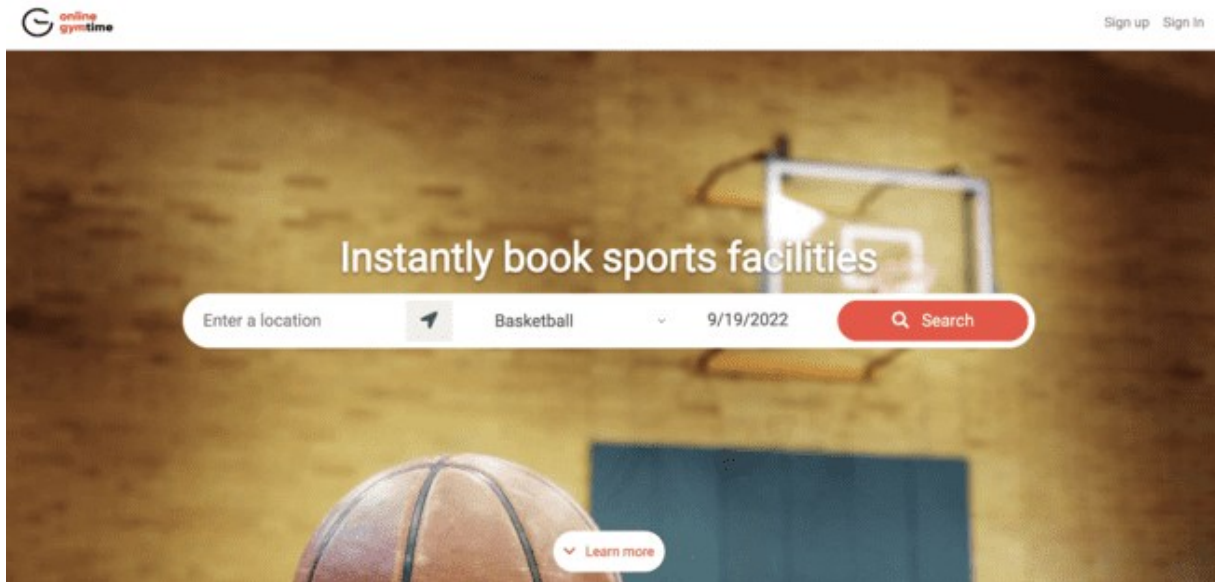 online
gymtime
Sign up Sign In
Instantly book sports facilities
Enter a location Basketball 9/19/2022 Search
Learn more